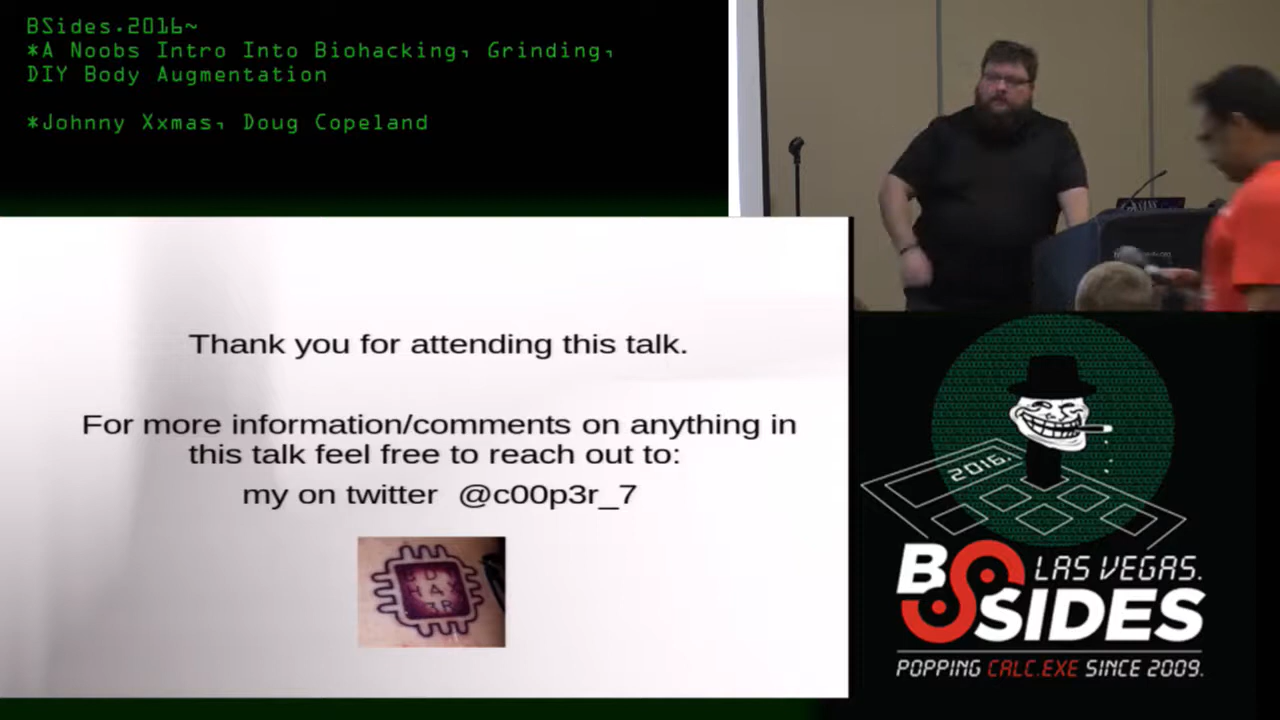 BSides.2016~
*A Noobs Intro Into Biohacking, Grinding,
DIY Body Augmentation
*Johnny Xxmas, Doug Copeland
Thank you for attending this talk.
For more information/comments on anything in
this talk feel free to reach out to:
my on twitter @c00p3r_7
2016.
BSIDES
LAS VEGAS.
POPPING CALC.EXE SINCE 2009.